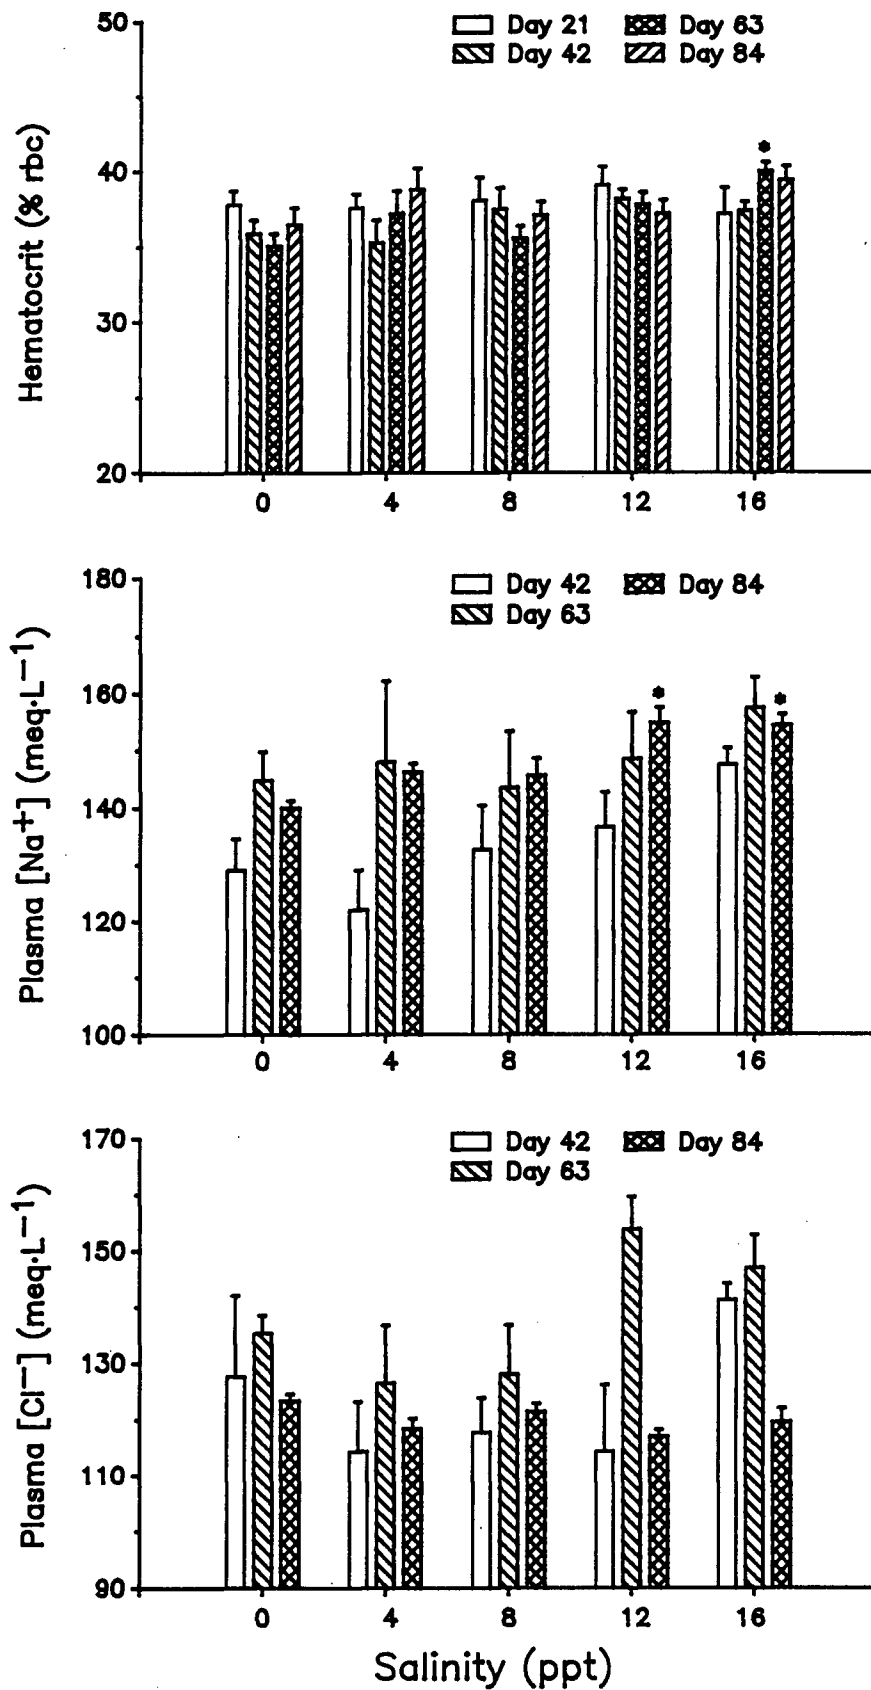 50
Day 21 Day 63
Day 42 Day 84
*
40
30
20
Hematocrit (% rbc)
0 4 8 12 16
180
Day 42 Day 84
Day 63
160
* *
140
120
100
Plasma [Na+] (meq·L−1)
0 4 8 12 16
170
Day 42 Day 84
Day 63
150
130
110
90
Plasma [Cl−] (meq·L−1)
0 4 8 12 16
Salinity (ppt)